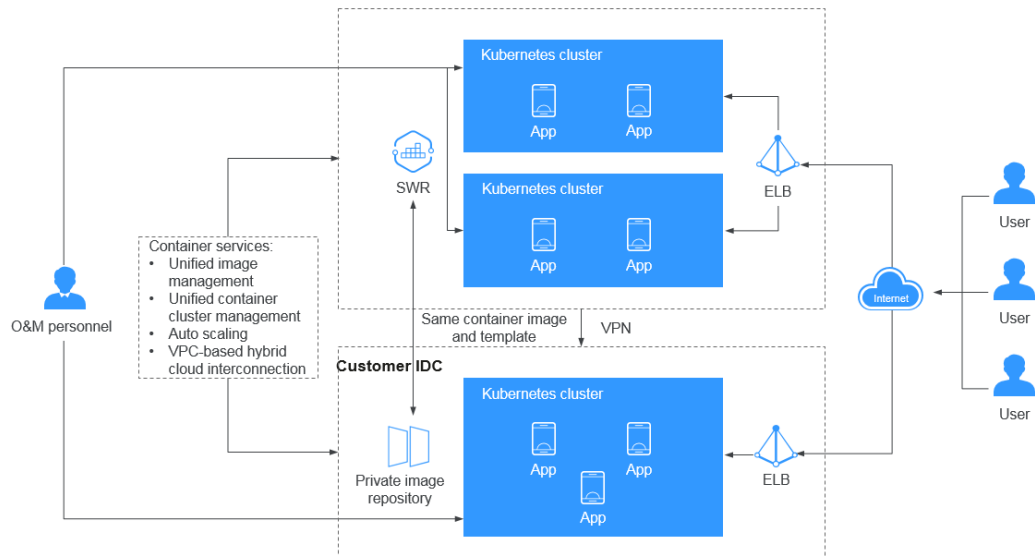 Kubernetes cluster
App
App
SWR
ELB
Kubernetes cluster
App
App
User
Container services:
• Unified image
management
• Unified container
cluster management
• Auto scaling
• VPC-based hybrid
cloud interconnection
O&M personnel
Internet
User
Same container image
and template
VPN
Customer IDC
Kubernetes cluster
App
App
App
Private image
repository
ELB
User